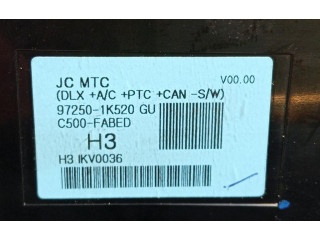 JC MTC V00.00
(DLX +A/C +PTC +CAN -S/W)
97250-1K520 GU
C500-FABED
H3
H3 IKV0036